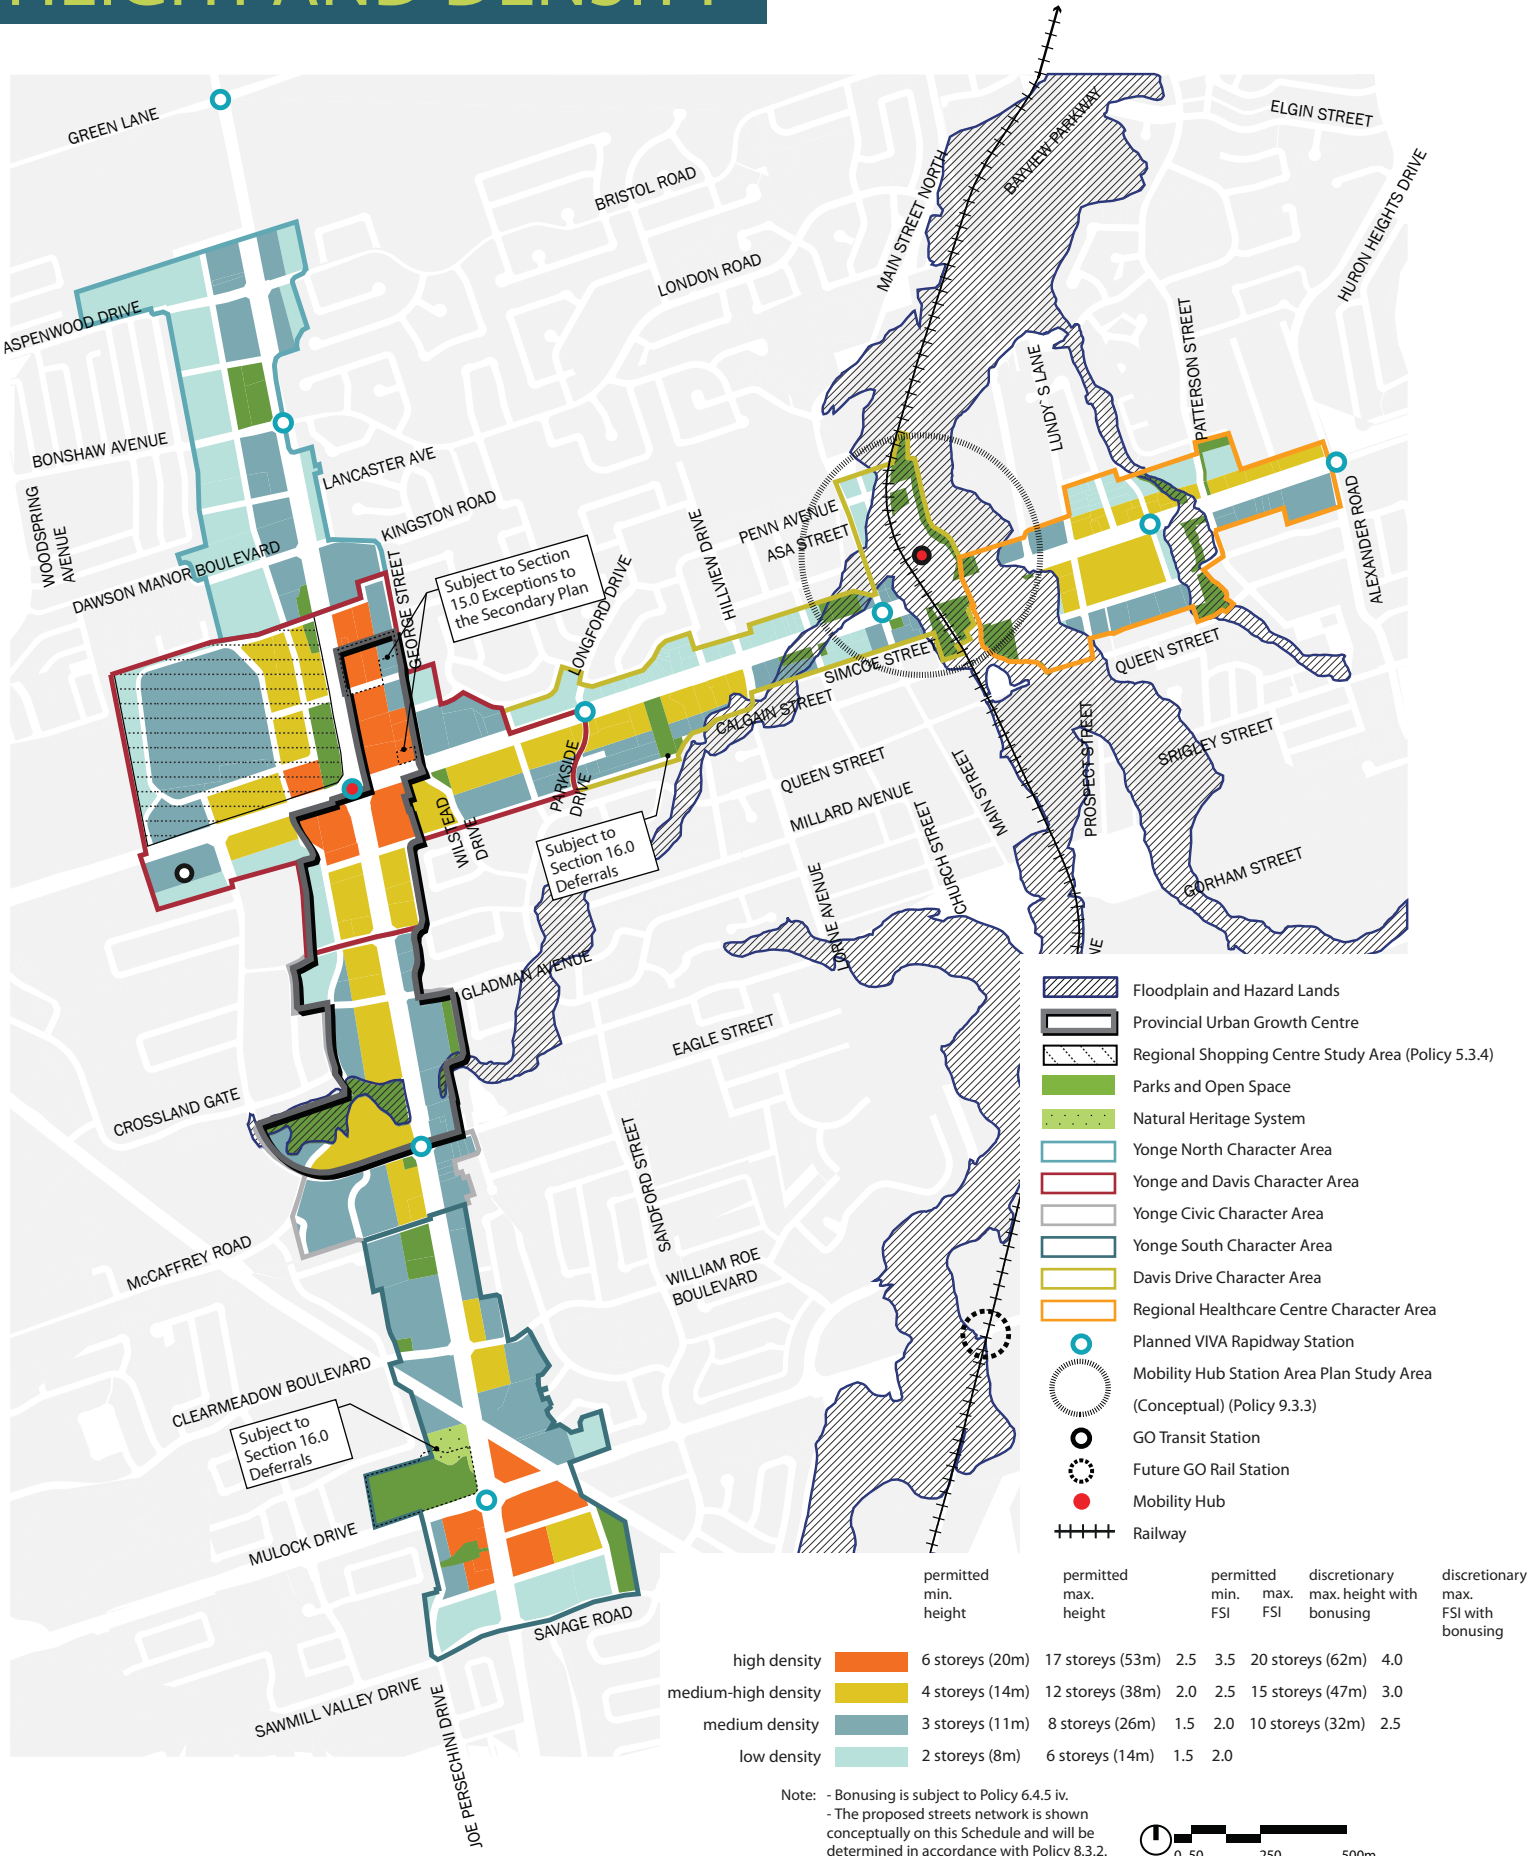 HEIGHT AND DENSITY
GREEN LANE
BRISTOL ROAD
LONDON ROAD
MAIN STREET NORTH
BAYVIEW PARKWAY
ELGIN STREET
HURON HEIGHTS DRIVE
ASPENWOOD DRIVE
BONSHAW AVENUE
WOODSPRING
AVENUE
LANCASTER AVE
KINGSTON ROAD
DAWSON MANOR BOULEVARD
GEORGE STREET
Subject to Section
15.0 Exceptions to
the Secondary Plan
LONGFORD DRIVE
HILLVIEW DRIVE
PENN AVENUE
ASA STREET
LUNDY`S LANE
PATTERSON STREET
ALEXANDER ROAD
QUEEN STREET
SIMCOE STREET
CALGAIN STREET
PARKSIDE
DRIVE
WILSTEAD
DRIVE
Subject to
Section 16.0
Deferrals
QUEEN STREET
MILLARD AVENUE
MAIN STREET
CHURCH STREET
LORNE AVENUE
PROSPECT STREET
SRIGLEY STREET
GORHAM STREET
VE
GLADMAN AVENUE
EAGLE STREET
CROSSLAND GATE
SANDFORD STREET
McCAFFREY ROAD
WILLIAM ROE
BOULEVARD
CLEARMEADOW BOULEVARD
Subject to
Section 16.0
Deferrals
MULOCK DRIVE
SAVAGE ROAD
SAWMILL VALLEY DRIVE
JOE PERSECHINI DRIVE
Floodplain and Hazard Lands
Provincial Urban Growth Centre
Regional Shopping Centre Study Area (Policy 5.3.4)
Parks and Open Space
Natural Heritage System
Yonge North Character Area
Yonge and Davis Character Area
Yonge Civic Character Area
Yonge South Character Area
Davis Drive Character Area
Regional Healthcare Centre Character Area
Planned VIVA Rapidway Station
Mobility Hub Station Area Plan Study Area
(Conceptual) (Policy 9.3.3)
GO Transit Station
Future GO Rail Station
Mobility Hub
Railway
permitted min. height permitted max. height permitted min. FSI max. FSI discretionary max. height with bonusing discretionary max. FSI with bonusing
high density 6 storeys (20m) 17 storeys (53m) 2.5 3.5 20 storeys (62m) 4.0
medium-high density 4 storeys (14m) 12 storeys (38m) 2.0 2.5 15 storeys (47m) 3.0
medium density 3 storeys (11m) 8 storeys (26m) 1.5 2.0 10 storeys (32m) 2.5
low density 2 storeys (8m) 6 storeys (14m) 1.5 2.0
Note: - Bonusing is subject to Policy 6.4.5 iv.
- The proposed streets network is shown
conceptually on this Schedule and will be
determined in accordance with Policy 8.3.2.
0 50 250 500m